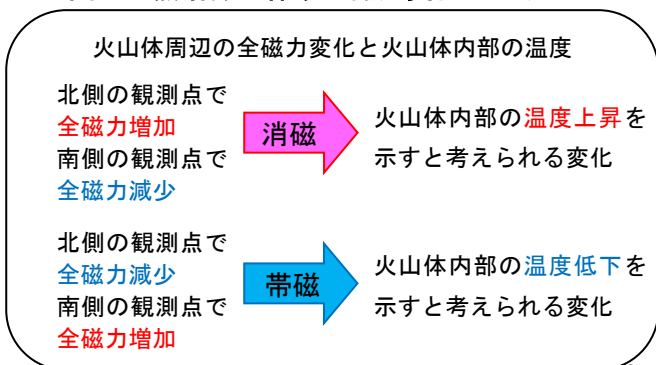 火山体周辺の全磁力変化と火山体内部の温度
北側の観測点で
全磁力増加
南側の観測点で
全磁力減少
消磁
火山体内部の温度上昇を
示すと考えられる変化
北側の観測点で
全磁力減少
南側の観測点で
全磁力増加
帯磁
火山体内部の温度低下を
示すと考えられる変化